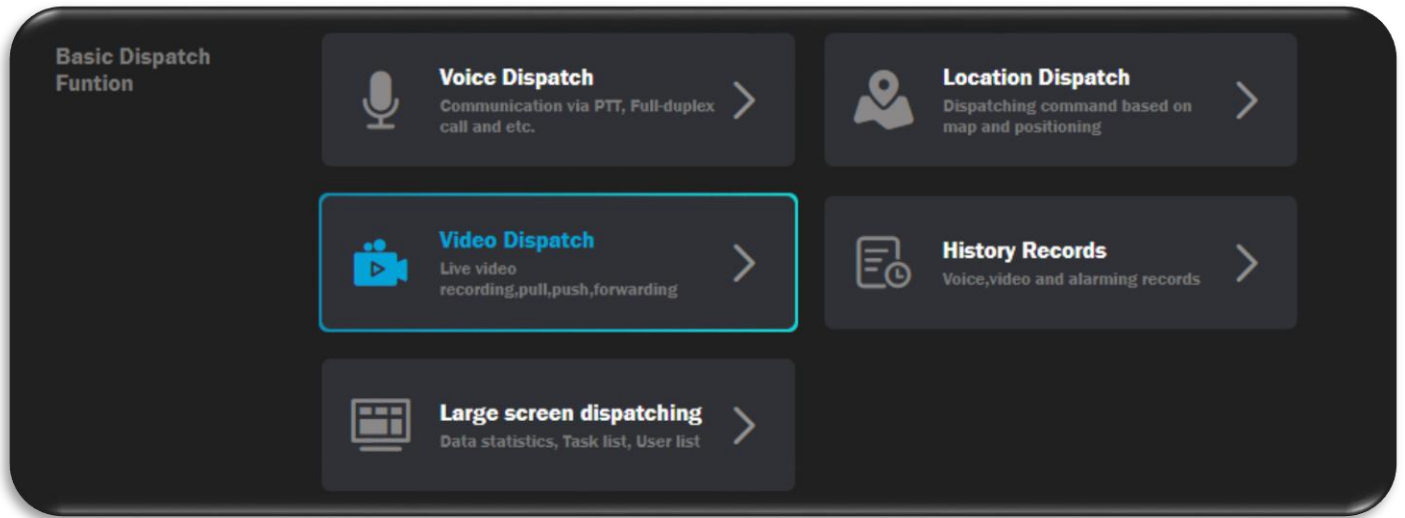 Basic Dispatch
Funtion
Voice Dispatch
Communication via PTT, Full-duplex
call and etc.
Location Dispatch
Dispatching command based on
map and positioning
Video Dispatch
Live video
recording,pull,push,forwarding
History Records
Voice,video and alarming records
Large screen dispatching
Data statistics, Task list, User list